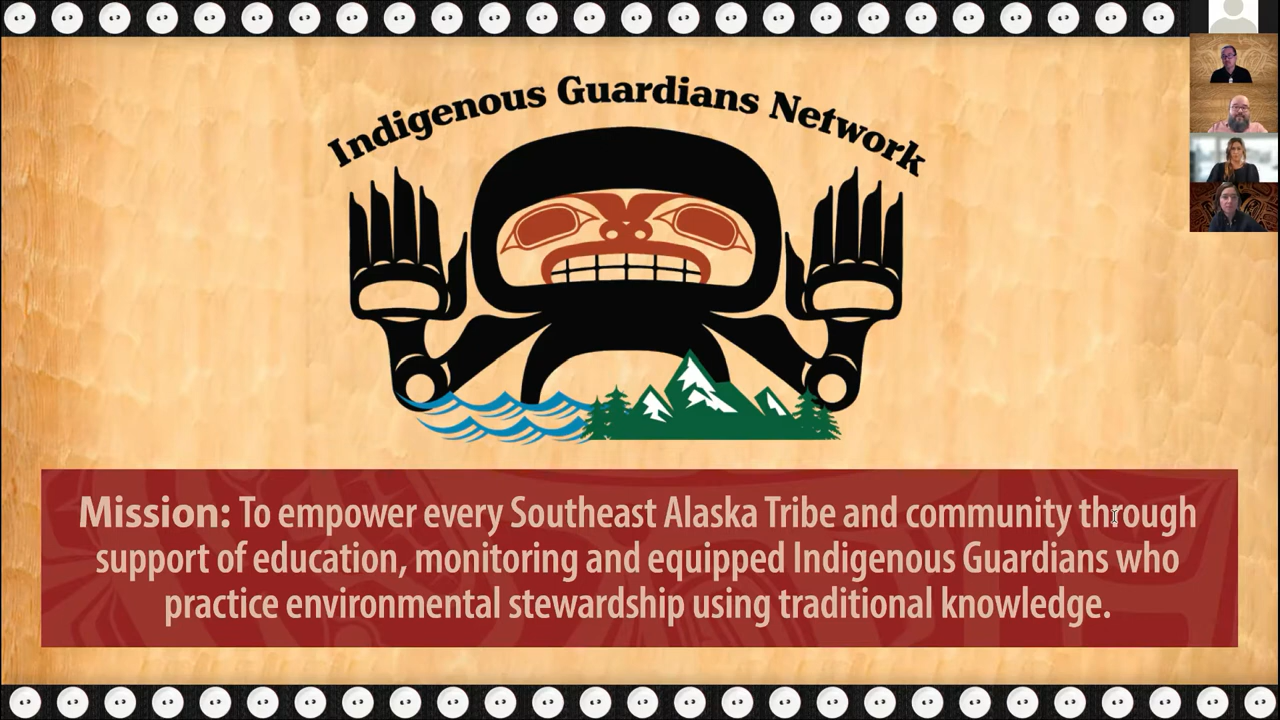 Indigenous Guardians Network
Mission: To empower every Southeast Alaska Tribe and community through
support of education, monitoring and equipped Indigenous Guardians who
practice environmental stewardship using traditional knowledge.